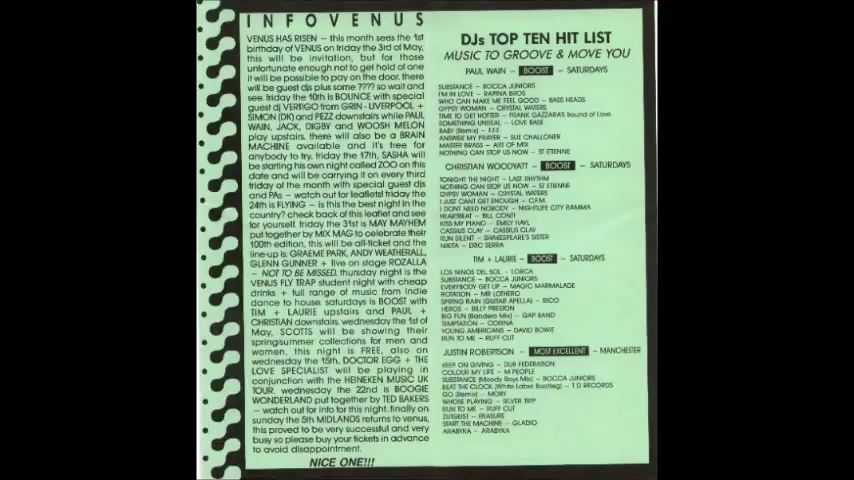 INFOVENUS
VENUS HAS RISEN – this month sees the 1st
birthday of VENUS on friday the 3rd of May,
this will be invitation, but for those
unfortunate enough not to get hold of one
it will be possible to pay on the door. there
will be guest djs plus some ???? so wait and
see. friday the 10th is BOUNCE with special
guest dj VERTIGO from GRIN - LIVERPOOL +
SIMON (DK) and PEZZ downstairs while PAUL
WAIN, JACK, DIGBY and WOOSH MELON
play upstairs. there will also be a BRAIN
MACHINE available and it's free for
anybody to try. friday the 17th, SASHA will
be starting his own night called ZOO on this
date and will be carrying it on every third
friday of the month with special guest djs
and PAs – watch out for leaflets! friday the
24th is FLYING – is this the best night in the
country? check back of this leaflet and see
for yourself. friday the 31st is MAY MAYHEM
put together by MIX MAG to celebrate their
100th edition, this will be all-ticket and the
line-up is: GRAEME PARK, ANDY WEATHERALL,
GLENN GUNNER + live on stage ROZALLA
– NOT TO BE MISSED. thursday night is the
VENUS FLY TRAP student night with cheap
drinks + full range of music from indie
dance to house. saturdays is BOOST with
TIM + LAURIE upstairs and PAUL +
CHRISTIAN downstairs. wednesday the 1st of
May, SCOTTS will be showing their
spring/summer collections for men and
women, this night is FREE, also on
wednesday the 15th, DOCTOR EGG + THE
LOVE SPECIALIST will be playing in
conjunction with the HEINEKEN MUSIC UK
TOUR. wednesday the 22nd is BOOGIE
WONDERLAND put together by TED BAKERS
– watch out for info for this night. finally on
sunday the 5th MIDLANDS returns to venus,
this proved to be very successful and very
busy so please buy your tickets in advance
to avoid disappointment.
NICE ONE!!!
DJs TOP TEN HIT LIST
MUSIC TO GROOVE & MOVE YOU
PAUL WAIN – BOOST – SATURDAYS
SUBSTANCE – BOCCA JUNIORS
I'M IN LOVE – RAPINA BROS
WHO CAN MAKE ME FEEL GOOD – BASS HEADS
GYPSY WOMAN – CRYSTAL WATERS
TIME TO GET HOTTER – FRANK GAZZARA'S Sound of Love
SOMETHING UNREAL – LOVE BASE
BABY (Remix) – F.F.F.
ANSWER MY PRAYER – SUE CHALLONER
MASTER BRASS – ART OF MIX
NOTHING CAN STOP US NOW – ST ETIENNE
CHRISTIAN WOODYATT – BOOST – SATURDAYS
TONIGHT THE NIGHT – LAST RHYTHM
NOTHING CAN STOP US NOW – ST ETIENNE
GYPSY WOMAN – CRYSTAL WATERS
I JUST CANT GET ENOUGH – C.F.M.
I DONT NEED NOBODY – NIGHTLIFE CITY RAMMA
HEARTBEAT – BILL CONTI
KISS MY PIANO – EMILY HAYL
CASSIUS CLAY – CASSIUS CLAY
RUN SILENT – SHAKESPEARE'S SISTER
NIKITA – ERIC SERRA
TIM + LAURIE – BOOST – SATURDAYS
LOS NINOS DEL SOL – LORCA
SUBSTANCE – BOCCA JUNIORS
EVERYBODY GET UP – MAGIC MARMALADE
ROTATION – MR LOTHERO
SPRING RAIN (GUITAR APELLA) – RICO
HEROS – BILLY PRESTON
BIG FUN (Bandero Mix) – GAP BAND
TEMPTATION – CORINA
YOUNG AMERICANS – DAVID BOWIE
RUN TO ME – RUFF CUT
JUSTIN ROBERTSON – MOST EXCELLENT – MANCHESTER
KEEP ON GIVING – DUB FEDERATION
COLOUR MY LIFE – M PEOPLE
SUBSTANCE (Moody Boys Mix) – BOCCA JUNIORS
BEAT THE CLOCK (White Label Bootleg) – T D RECORDS
GO (Remix) – MOBY
WHOSE PLAYING – SILVER TRIP
RUN TO ME – RUFF CUT
ERASURE
START THE MACHINE – GLADIO
ARABYKA – ARABYKA